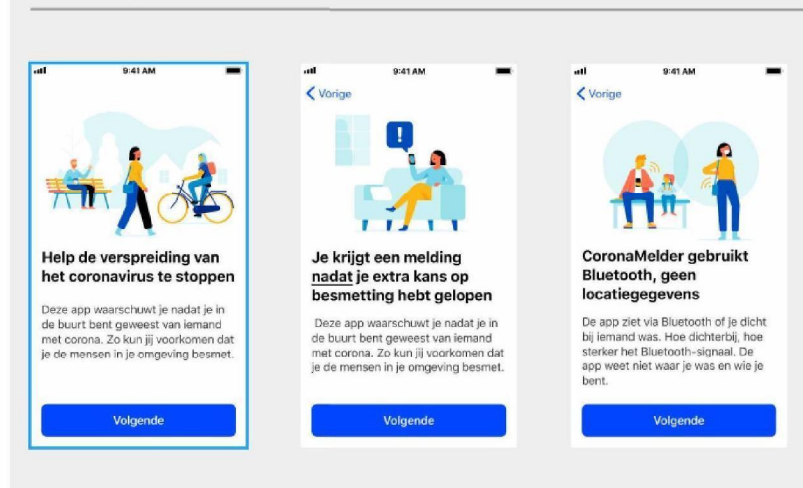 9:41 AM
Help de verspreiding van
het coronavirus te stoppen
Deze app waarschuwt je nadat je in
de buurt bent geweest van iemand
met corona. Zo kun jij voorkomen dat
je de mensen in je omgeving besmet.
Volgende
9:41 AM
Vorige
!
Je krijgt een melding
nadat je extra kans op
besmetting hebt gelopen
Deze app waarschuwt je nadat je in
de buurt bent geweest van iemand
met corona. Zo kun jij voorkomen dat
je de mensen in je omgeving besmet.
Volgende
9:41 AM
Vorige
CoronaMelder gebruikt
Bluetooth, geen
locatiegegevens
De app ziet via Bluetooth of je dicht
bij iemand was. Hoe dichterbij, hoe
sterker het Bluetooth-signaal. De
app weet niet waar je was en wie je
bent.
Volgende